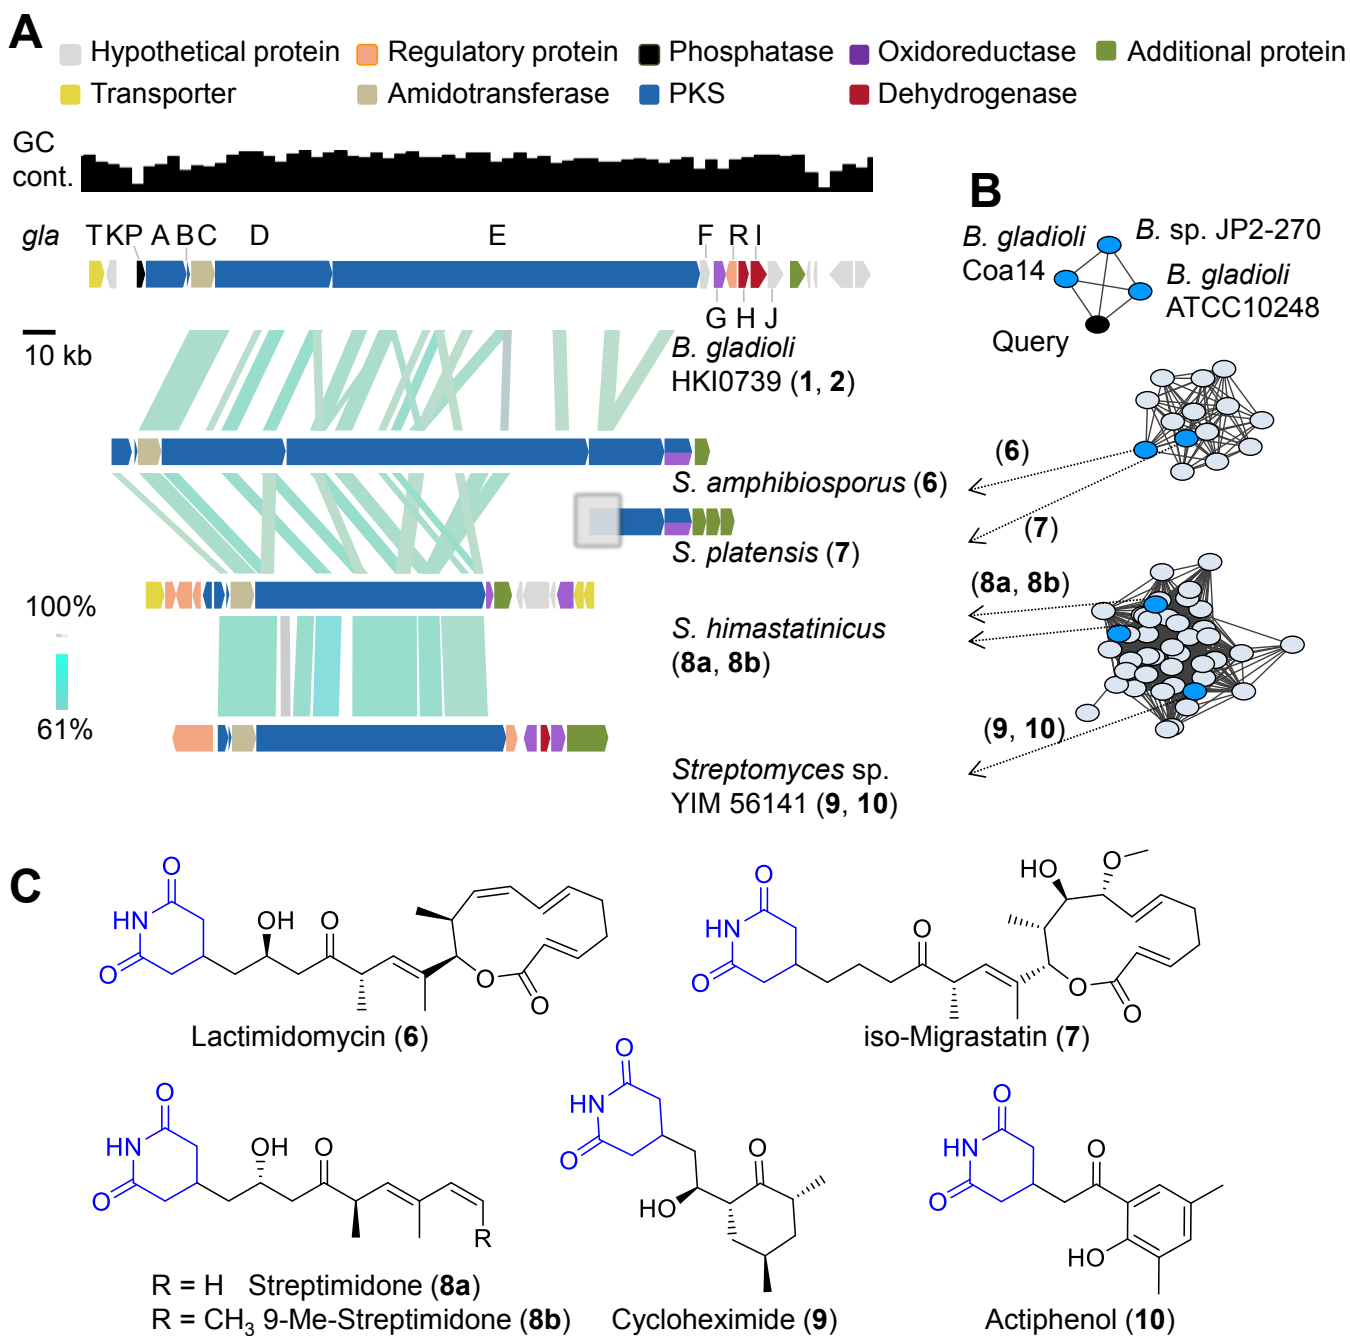 A
Hypothetical protein
Regulatory protein
Phosphatase
Oxidoreductase
Additional protein
Transporter
Amidotransferase
PKS
Dehydrogenase
GC
cont.
gla
T K P A B C D E F R I
G H J
10 kb
B. gladioli
HKI0739 (1, 2)
S. amphibiosporus (6)
S. platensis (7)
100%
61%
S. himastatinicus
(8a, 8b)
Streptomyces sp.
YIM 56141 (9, 10)
B
B. gladioli
Coa14
B. sp. JP2-270
B. gladioli
ATCC10248
Query
(6)
(7)
(8a, 8b)
(9, 10)
C
O
HN
O
OH
O
O
O
Lactimidomycin (6)
O
HN
O
O
HO
O
O
O
iso-Migrastatin (7)
O
HN
O
OH
O
R
R = H Streptimidone (8a)
R = CH3 9-Me-Streptimidone (8b)
O
HN
O
O
HO
Cycloheximide (9)
O
HN
O
O
HO
Actiphenol (10)